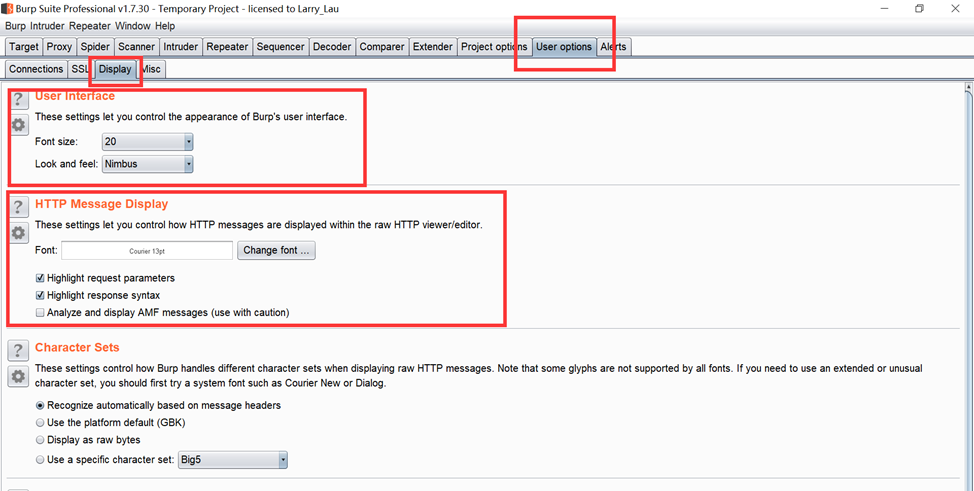 Burp Suite Professional v1.7.30 - Temporary Project - licensed to Larry_Lau
Burp Intruder Repeater Window Help
Target Proxy Spider Scanner Intruder Repeater Sequencer Decoder Comparer Extender Project options User options Alerts
Connections SSL Display Misc
User Interface
These settings let you control the appearance of Burp's user interface.
Font size: 20
Look and feel: Nimbus
HTTP Message Display
These settings let you control how HTTP messages are displayed within the raw HTTP viewer/editor.
Font: Courier 13pt Change font ...
Highlight request parameters
Highlight response syntax
Analyze and display AMF messages (use with caution)
Character Sets
These settings control how Burp handles different character sets when displaying raw HTTP messages. Note that some glyphs are not supported by all fonts. If you need to use an extended or unusual
character set, you should first try a system font such as Courier New or Dialog.
Recognize automatically based on message headers
Use the platform default (GBK)
Display as raw bytes
Use a specific character set: Big5